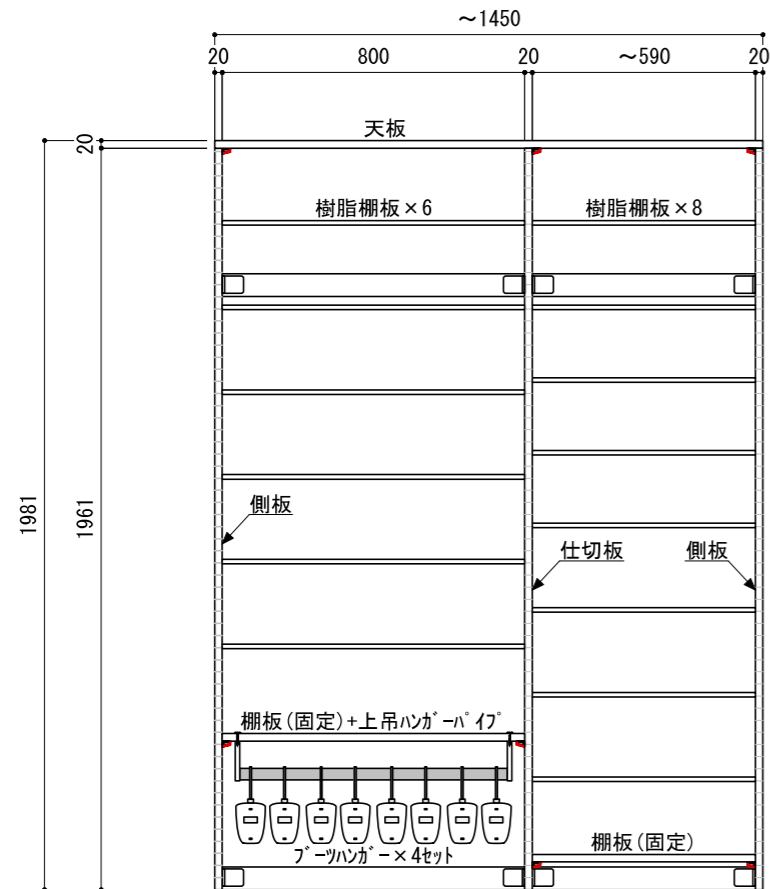 ~1450
20 800 20 ~590 20
20
天板
樹脂棚板×6 樹脂棚板×8
1981
1961
側板
仕切板 側板
棚板(固定)+上吊ハンガーパイプ
棚板(固定)
ブーツハンガー×4セット